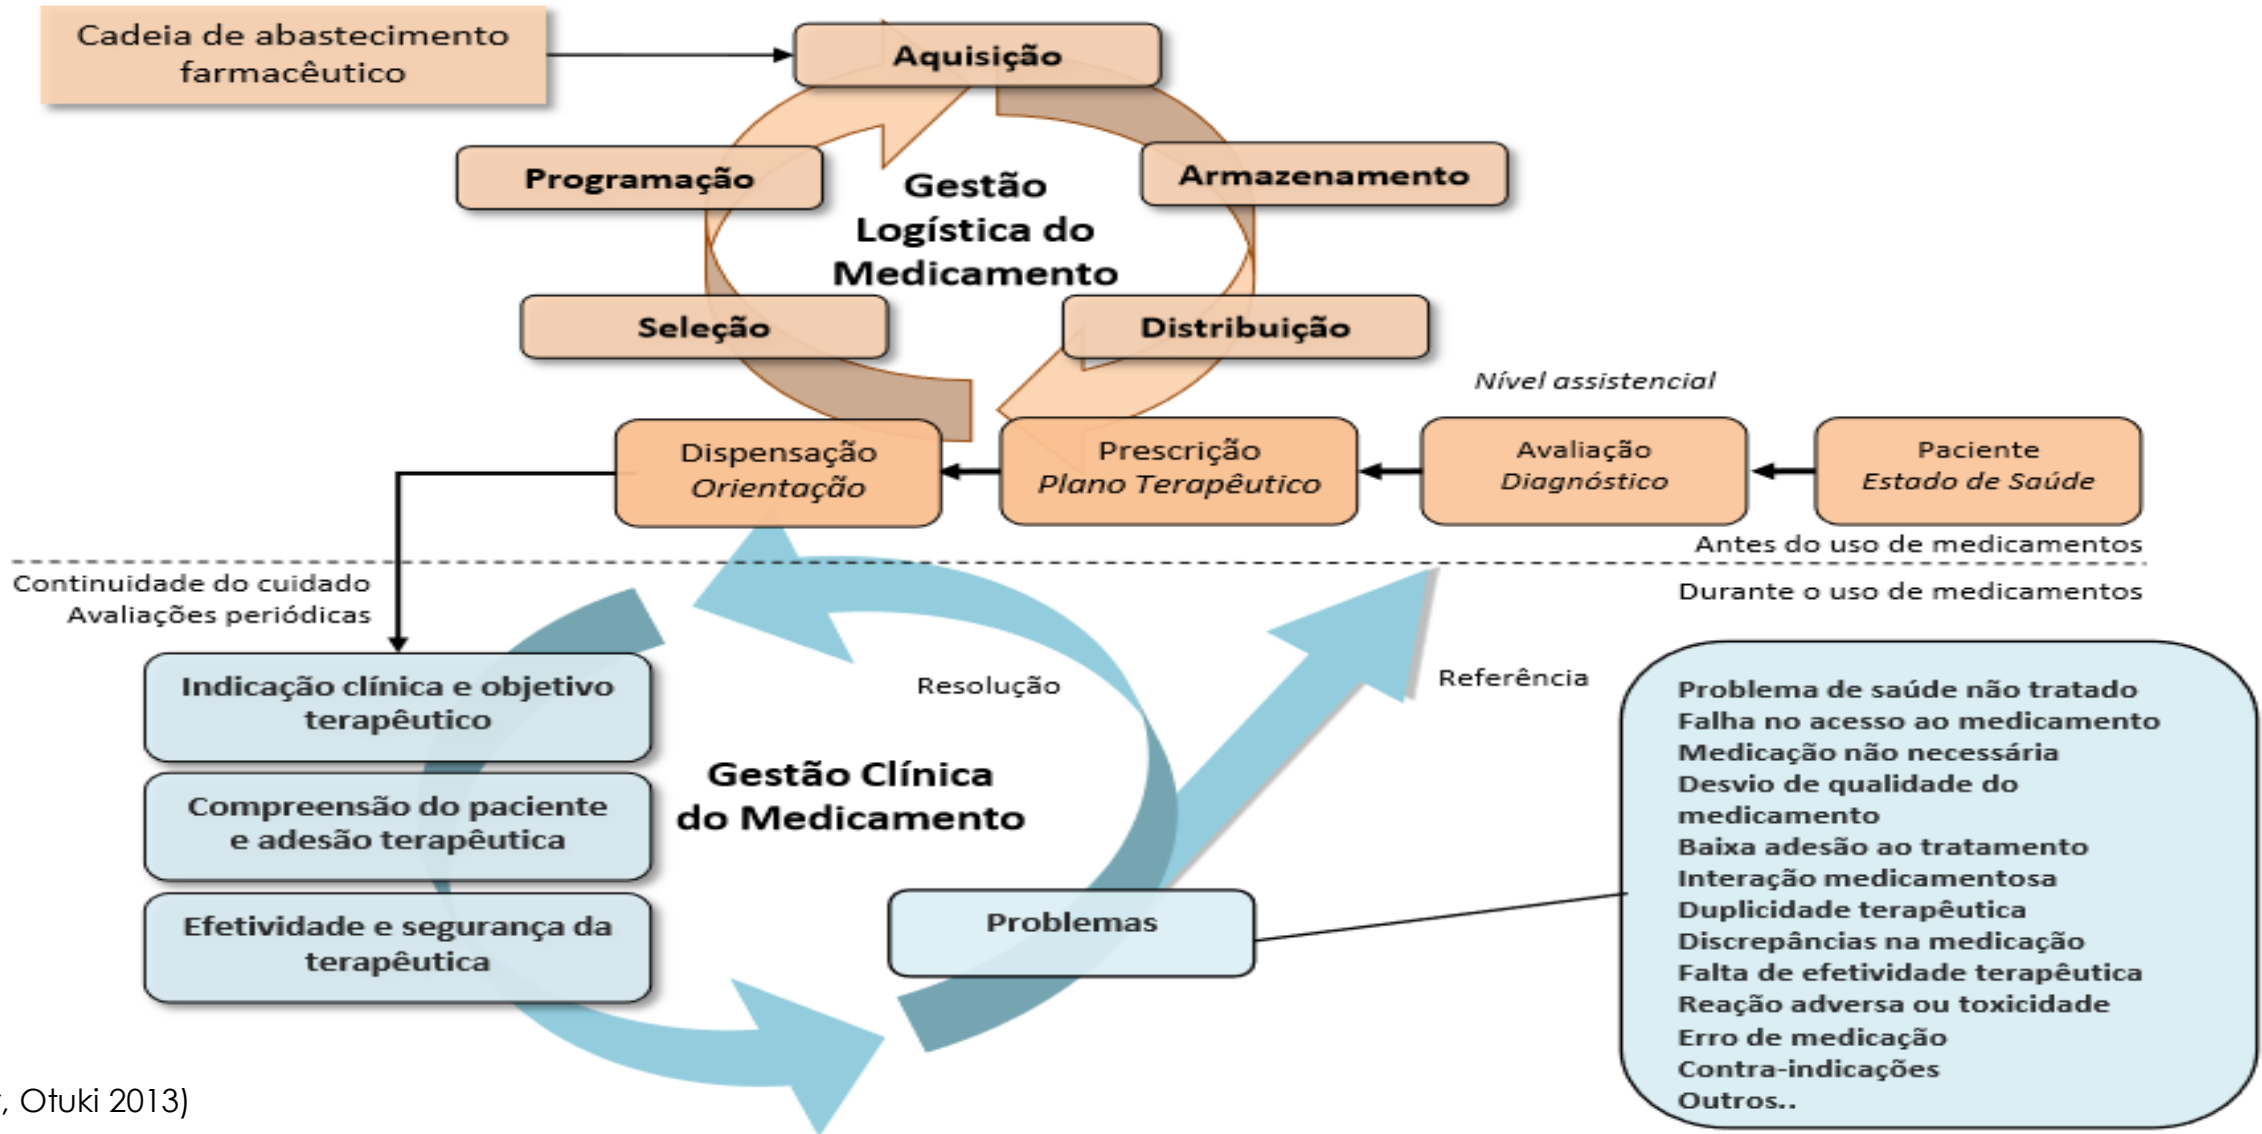 Cadeia de abastecimento
farmacêutico
Aquisição
Programação
Armazenamento
Gestão
Logística do
Medicamento
Seleção
Distribuição
Nível assistencial
Dispensação
Orientação
Prescrição
Plano Terapêutico
Avaliação
Diagnóstico
Paciente
Estado de Saúde
Antes do uso de medicamentos
Continuidade do cuidado
Avaliações periódicas
Durante o uso de medicamentos
Indicação clínica e objetivo
terapêutico
Resolução
Referência
Compreensão do paciente
e adesão terapêutica
Gestão Clínica
do Medicamento
Efetividade e segurança da
terapêutica
Problemas
Problema de saúde não tratado
Falha no acesso ao medicamento
Medicação não necessária
Desvio de qualidade do
medicamento
Baixa adesão ao tratamento
Interação medicamentosa
Duplicidade terapêutica
Discrepâncias na medicação
Falta de efetividade terapêutica
Reação adversa ou toxicidade
Erro de medicação
Contra-indicações
Outros..
, Otuki 2013)